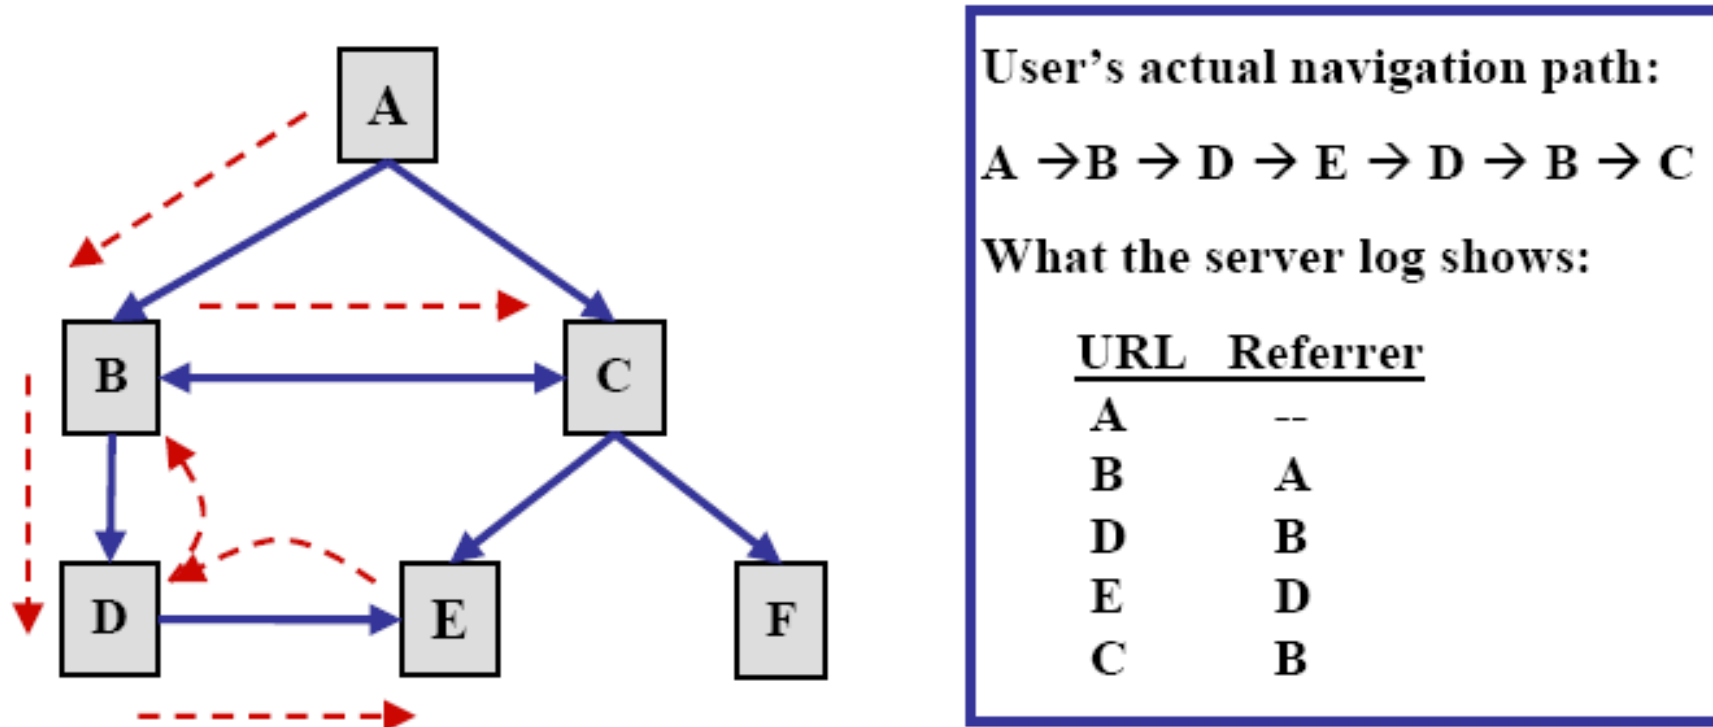 A
B
C
D
E
F
User's actual navigation path:
A → B → D → E → D → B → C
What the server log shows:
URL Referrer
A --
B A
D B
E D
C B